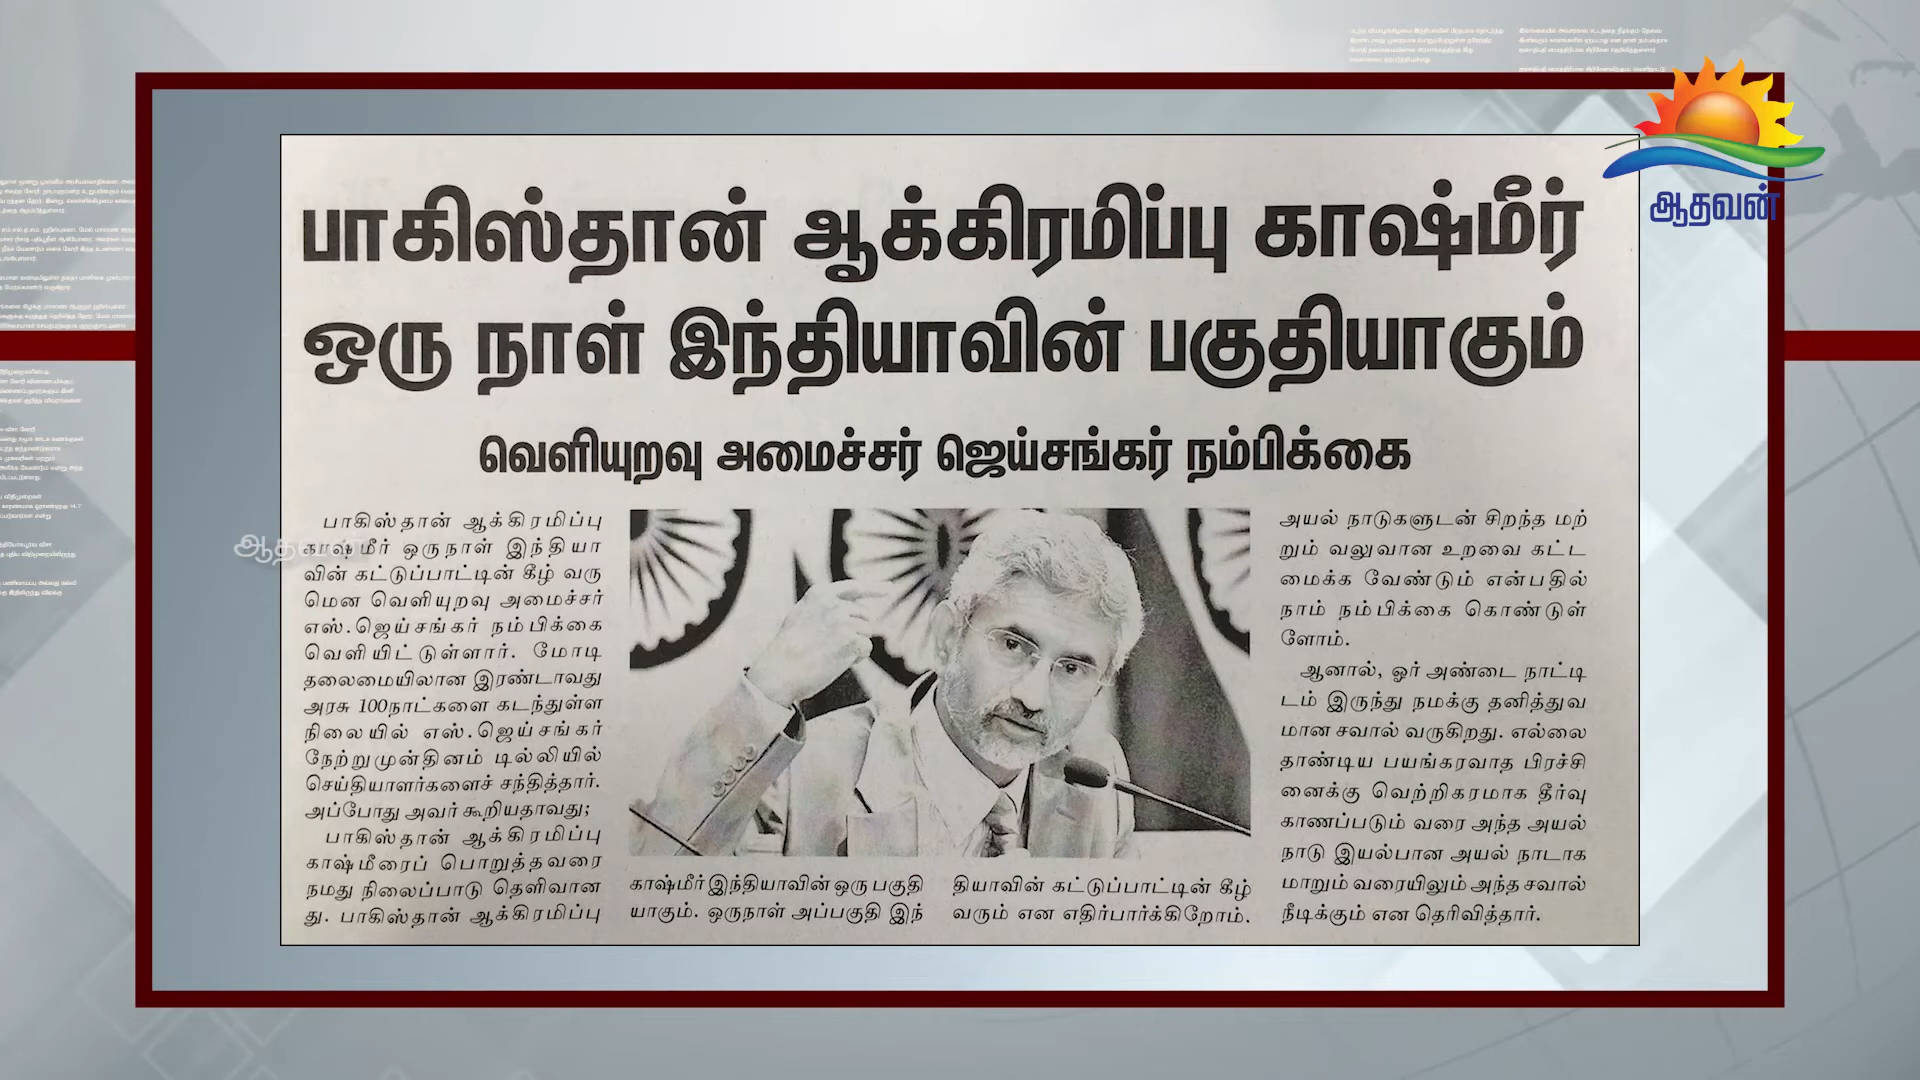 ஆதவன்
பாகிஸ்தான் ஆக்கிரமிப்பு காஷ்மீர்
ஒரு நாள் இந்தியாவின் பகுதியாகும்
வெளியுறவு அமைச்சர் ஜெய்சங்கர் நம்பிக்கை
பாகிஸ்தான் ஆக்கிரமிப்பு
காஷ்மீர் ஒருநாள் இந்தியா
வின் கட்டுப்பாட்டின் கீழ் வரு
மென வெளியுறவு அமைச்சர்
எஸ்.ஜெய்சங்கர் நம்பிக்கை
வெளியிட்டுள்ளார். மோடி
தலைமையிலான இரண்டாவது
அரசு 100நாட்களை கடந்துள்ள
நிலையில் எஸ்.ஜெய்சங்கர்
நேற்றுமுன்தினம் டில்லியில்
செய்தியாளர்களைச் சந்தித்தார்.
அப்போது அவர் கூறியதாவது;
பாகிஸ்தான் ஆக்கிரமிப்பு
காஷ்மீரைப் பொறுத்தவரை
நமது நிலைப்பாடு தெளிவான
து. பாகிஸ்தான் ஆக்கிரமிப்பு
காஷ்மீர் இந்தியாவின் ஒரு பகுதி
யாகும். ஒருநாள் அப்பகுதி இந்
தியாவின் கட்டுப்பாட்டின் கீழ்
வரும் என எதிர்பார்க்கிறோம்.
அயல் நாடுகளுடன் சிறந்த மற்
றும் வலுவான உறவை கட்ட
மைக்க வேண்டும் என்பதில்
நாம் நம்பிக்கை கொண்டுள்
ளோம்.
ஆனால், ஓர் அண்டை நாட்டி
டம் இருந்து நமக்கு தனித்துவ
மான சவால் வருகிறது. எல்லை
தாண்டிய பயங்கரவாத பிரச்சி
னைக்கு வெற்றிகரமாக தீர்வு
காணப்படும் வரை அந்த அயல்
நாடு இயல்பான அயல் நாடாக
மாறும் வரையிலும் அந்த சவால்
நீடிக்கும் என தெரிவித்தார்.
ஆதவன்